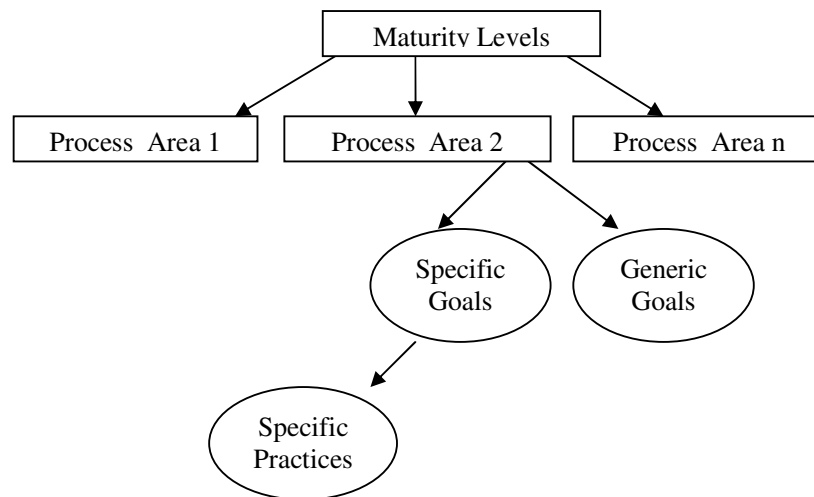 Maturity Levels
Process Area 1
Process Area 2
Process Area n
Specific
Goals
Generic
Goals
Specific
Practices